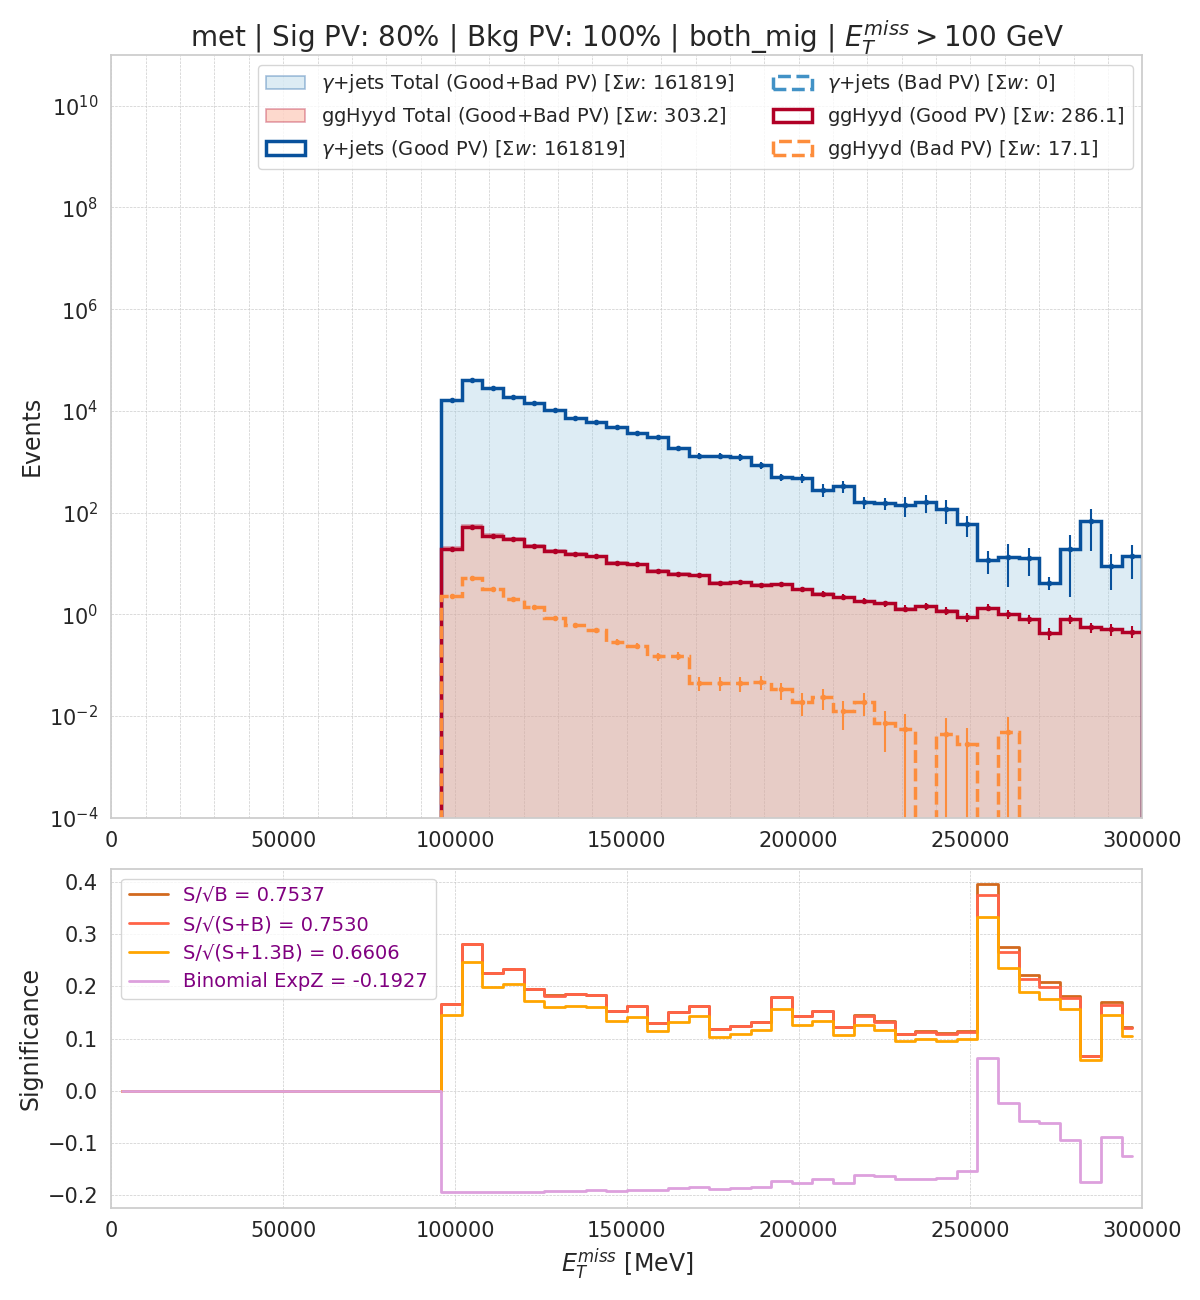 met | Sig PV: 80% | Bkg PV: 100% | both_mig | $E_T^{miss} > 100$ GeV
γ+jets Total (Good+Bad PV) [Σw: 161819]
ggHyyd Total (Good+Bad PV) [Σw: 303.2]
γ+jets (Good PV) [Σw: 161819]
γ+jets (Bad PV) [Σw: 0]
ggHyyd (Good PV) [Σw: 286.1]
ggHyyd (Bad PV) [Σw: 17.1]
Events
$10^{10}$
$10^{8}$
$10^{6}$
$10^{4}$
$10^{2}$
$10^{0}$
$10^{-2}$
$10^{-4}$
0 50000 100000 150000 200000 250000 300000
Significance
0.4
0.3
0.2
0.1
0.0
−0.1
−0.2
S/√B = 0.7537
S/√(S+B) = 0.7530
S/√(S+1.3B) = 0.6606
Binomial ExpZ = -0.1927
0 50000 100000 150000 200000 250000 300000
$E_T^{miss}$ [MeV]